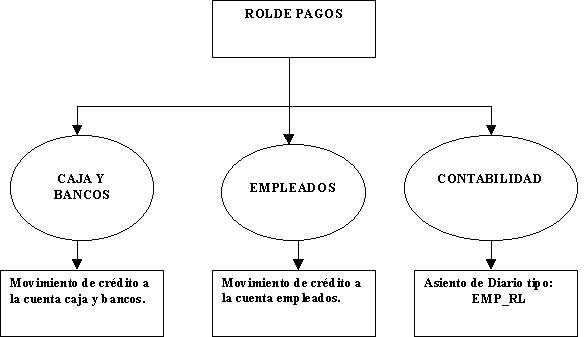 ROLDE PAGOS
CAJA Y
BANCOS
EMPLEADOS
CONTABILIDAD
Movimiento de crédito a
la cuenta caja y bancos.
Movimiento de crédito a
la cuenta empleados.
Asiento de Diario tipo:
EMP_RL